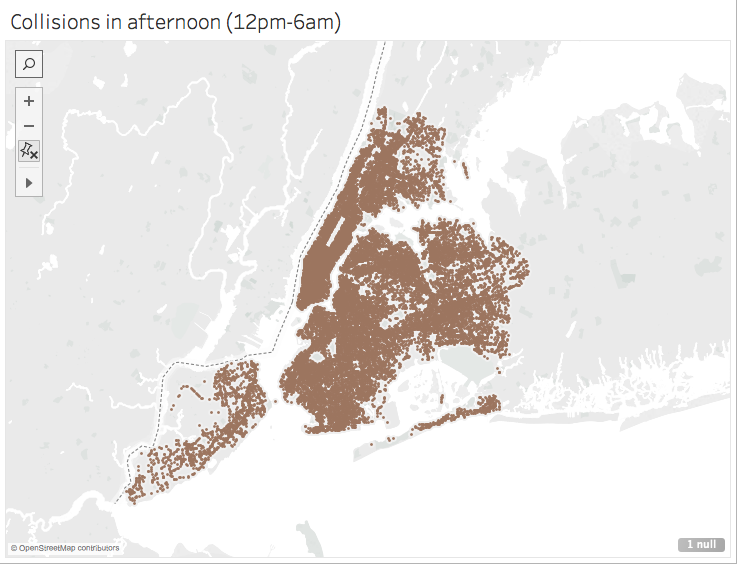 Collisions in afternoon (12pm-6am)
© OpenStreetMap contributors
1 null